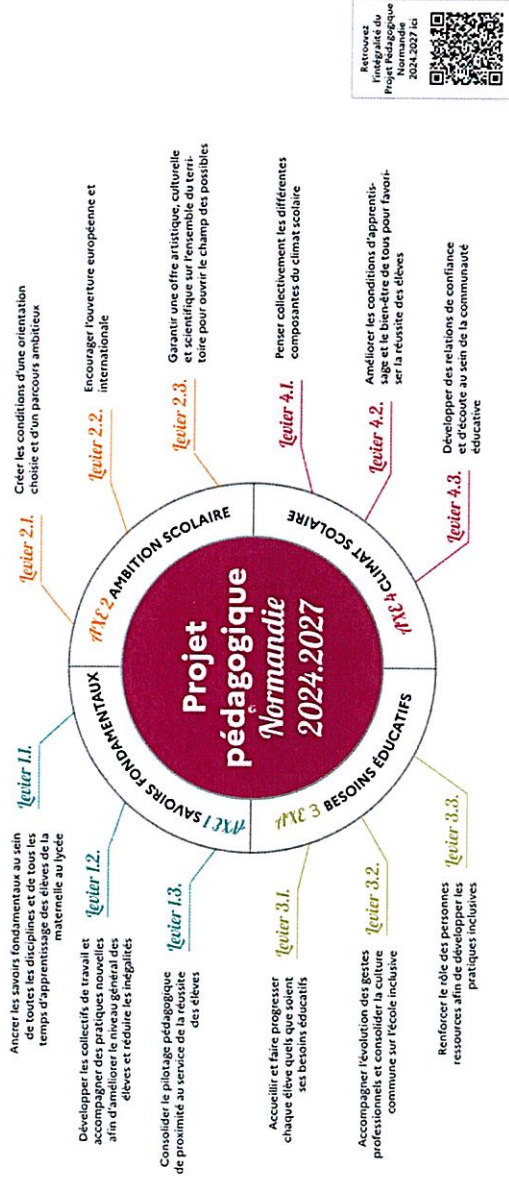 Projet
pédagogique
Normandie
2024.2027
AXE 1 SAVOIRS FONDAMENTAUX
Levier 1.1.
Ancrer les savoirs fondamentaux au sein
de toutes les disciplines et de tous les
temps d'apprentissage des élèves de la
maternelle au lycée
Levier 1.2.
Développer les collectifs de travail et
accompagner des pratiques nouvelles
afin d'améliorer le niveau général des
élèves et réduire les inégalités
Levier 1.3.
Consolider le pilotage pédagogique
de proximité au service de la réussite
des élèves
AXE 2 AMBITION SCOLAIRE
Levier 2.1.
Créer les conditions d'une orientation
choisie et d'un parcours ambitieux
Levier 2.2.
Encourager l'ouverture européenne et
internationale
Levier 2.3.
Garantir une offre artistique, culturelle
et scientifique sur l'ensemble du terri-
toire pour ouvrir le champ des possibles
AXE 3 BESOINS ÉDUCATIFS
Levier 3.1.
Accueillir et faire progresser
chaque élève quels que soient
ses besoins éducatifs
Levier 3.2.
Accompagner l'évolution des gestes
professionnels et consolider la culture
commune sur l'école inclusive
Levier 3.3.
Renforcer le rôle des personnes
ressources afin de développer les
pratiques inclusives
AXE 4 CLIMAT SCOLAIRE
Levier 4.1.
Penser collectivement les différentes
composantes du climat scolaire
Levier 4.2.
Améliorer les conditions d'apprentis-
sage et le bien-être de tous pour favori-
ser la réussite des élèves
Levier 4.3.
Développer des relations de confiance
et d'écoute au sein de la communauté
éducative
Retrouvez
l'intégralité du
Projet Pédagogique
Normandie
2024.2027 ici